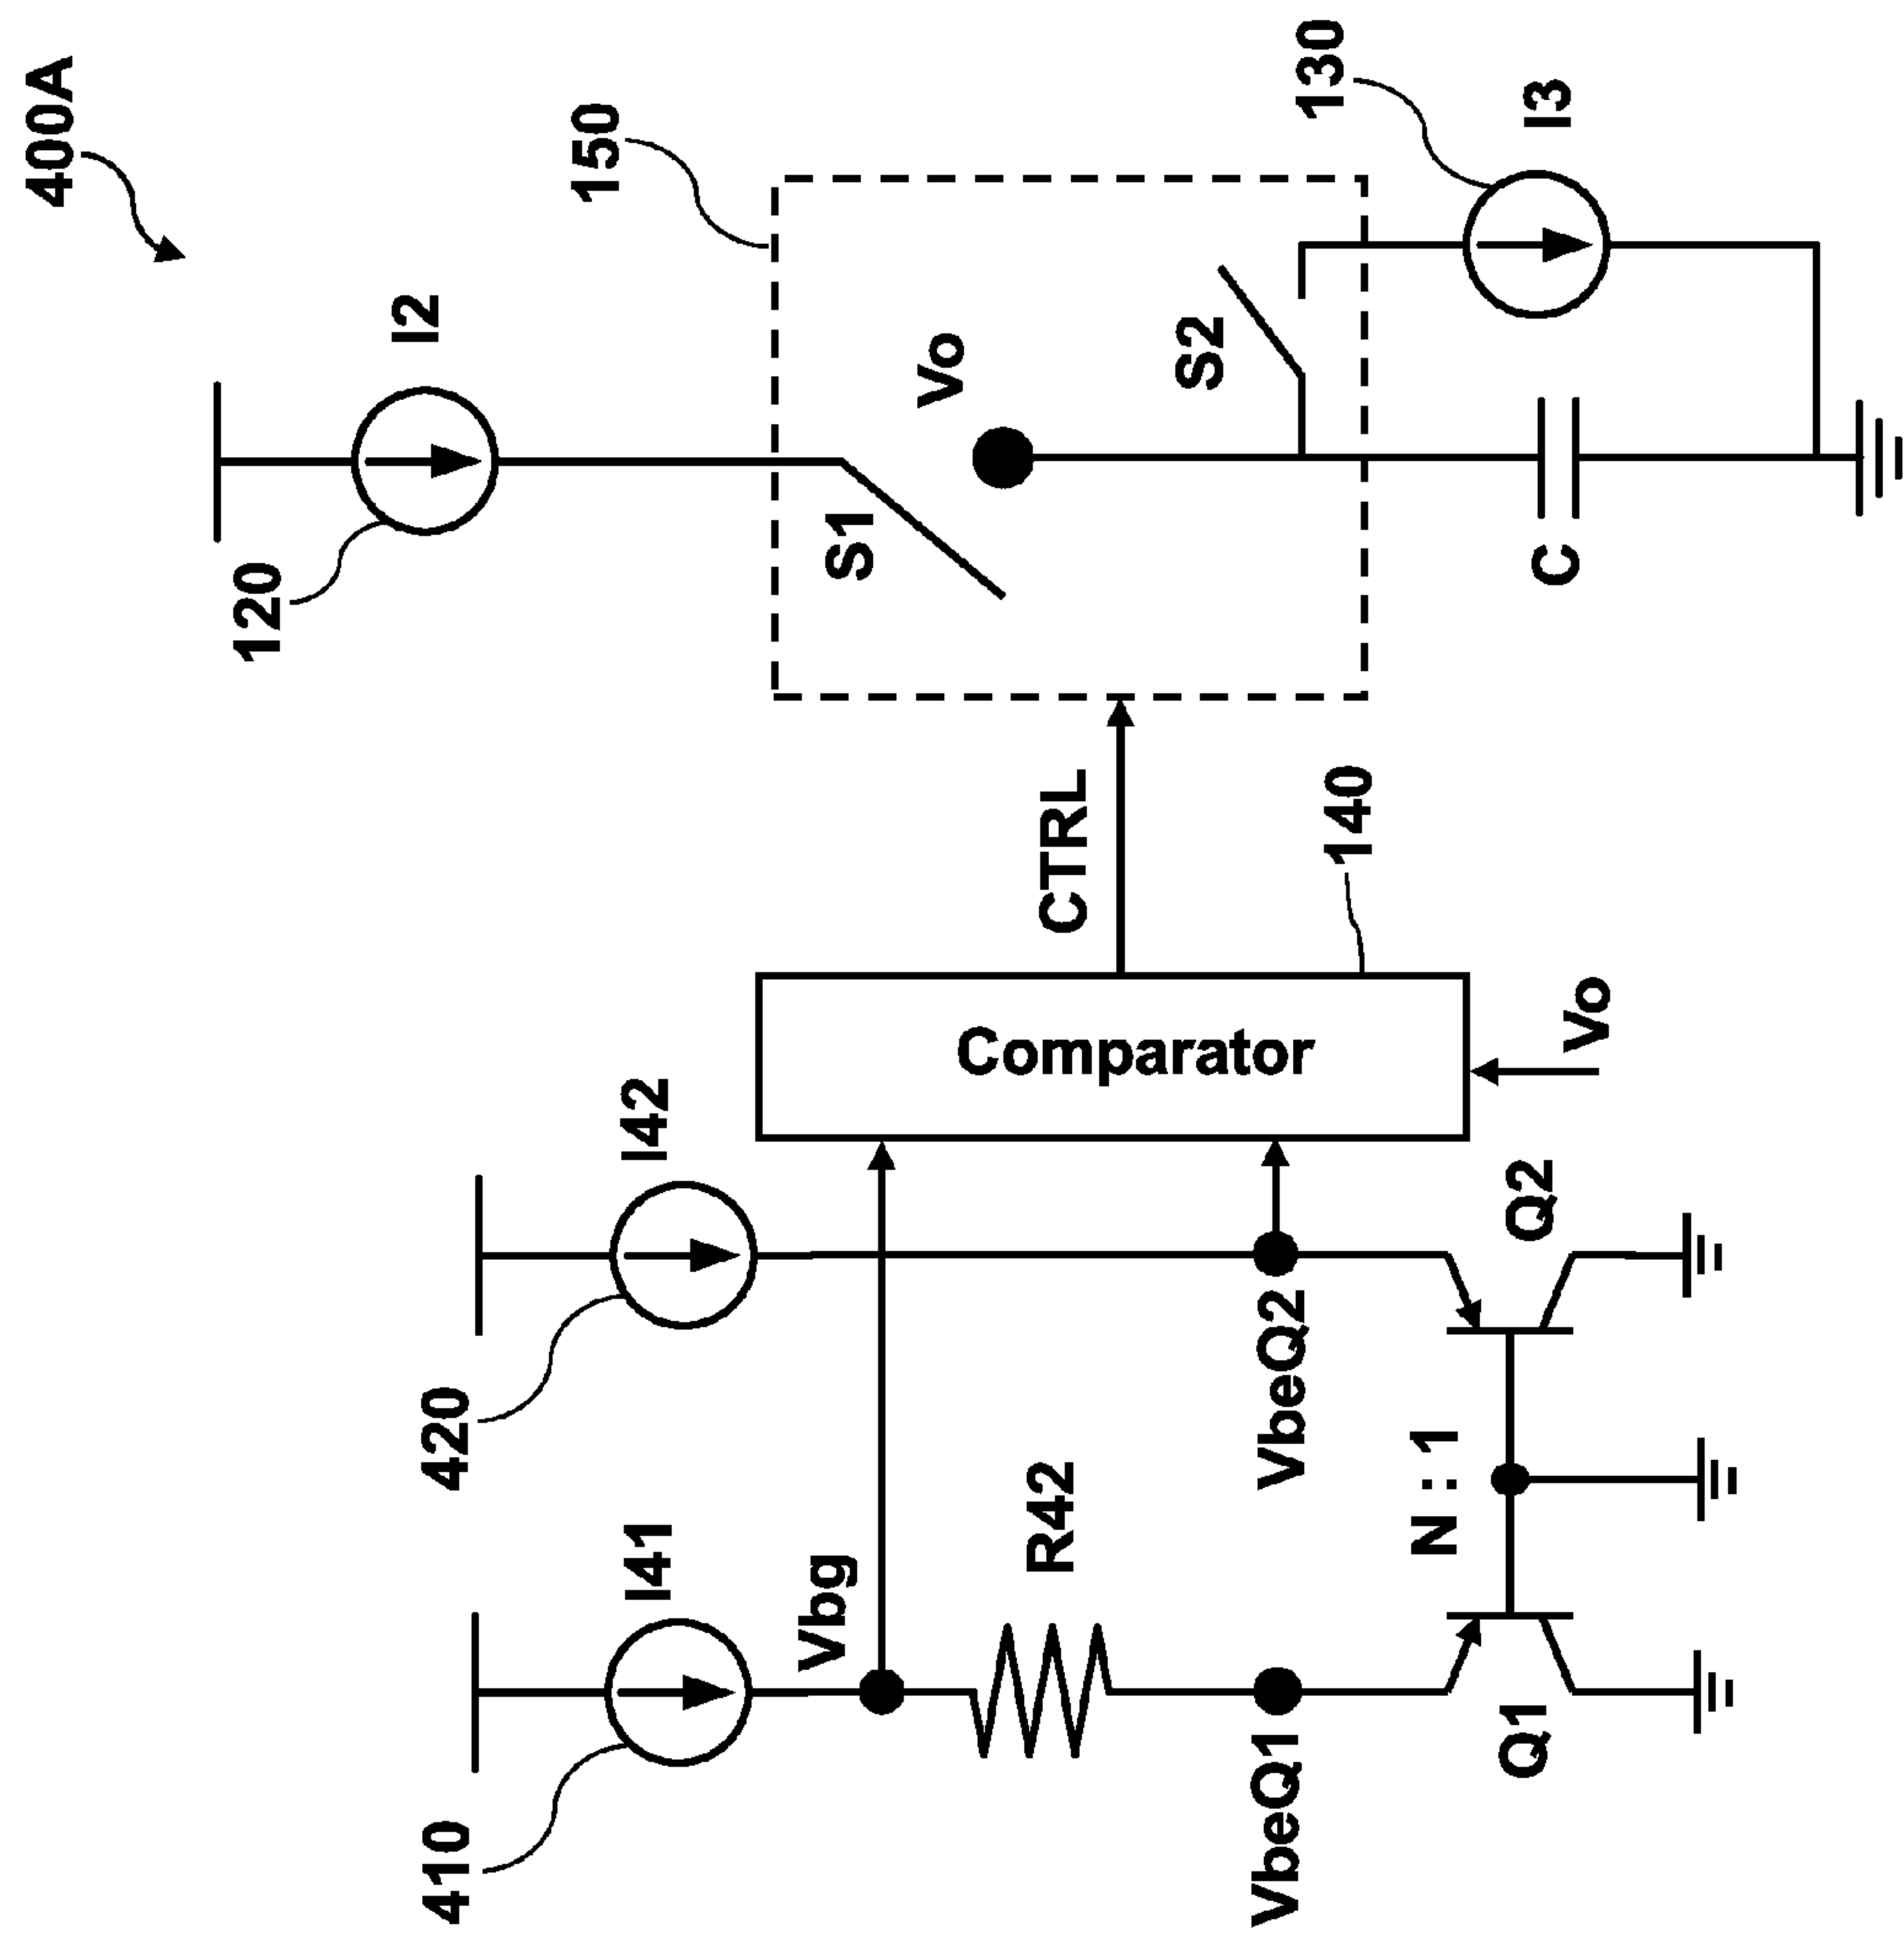 400A
I2
120
150
130
I3
Vo
S1
S2
C
CTRL
140
Comparator
Vo
I42
420
I41
410
Vbg
R42
VbeQ2
VbeQ1
N : 1
Q2
Q1